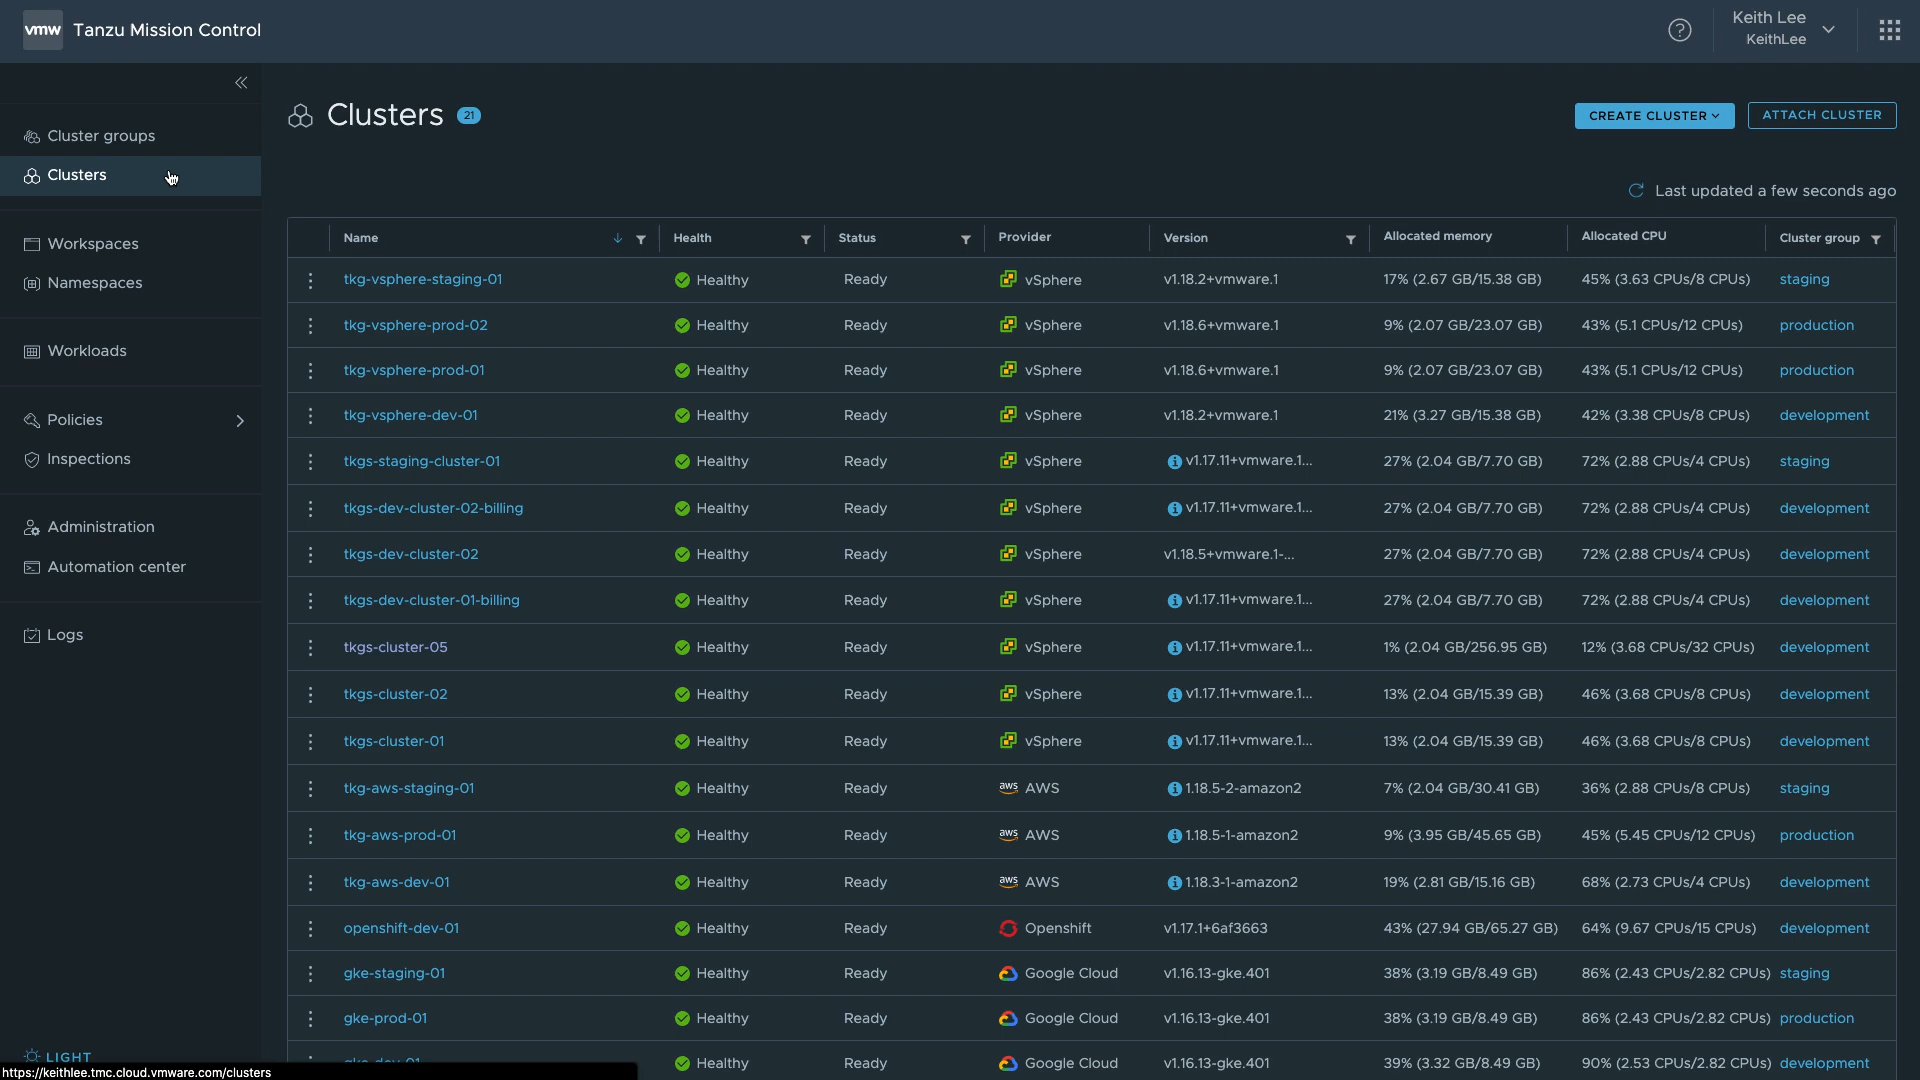 vmw Tanzu Mission Control
Keith Lee
KeithLee
Cluster groups
Clusters
Workspaces
Namespaces
Workloads
Policies
Inspections
Administration
Automation center
Logs
LIGHT
https://keithlee.tmc.cloud.vmware.com/clusters
Clusters 21
CREATE CLUSTER ATTACH CLUSTER
Last updated a few seconds ago
Name Health Status Provider Version Allocated memory Allocated CPU Cluster group
tkg-vsphere-staging-01 Healthy Ready vSphere v1.18.2+vmware.1 17% (2.67 GB/15.38 GB) 45% (3.63 CPUs/8 CPUs) staging
tkg-vsphere-prod-02 Healthy Ready vSphere v1.18.6+vmware.1 9% (2.07 GB/23.07 GB) 43% (5.1 CPUs/12 CPUs) production
tkg-vsphere-prod-01 Healthy Ready vSphere v1.18.6+vmware.1 9% (2.07 GB/23.07 GB) 43% (5.1 CPUs/12 CPUs) production
tkg-vsphere-dev-01 Healthy Ready vSphere v1.18.2+vmware.1 21% (3.27 GB/15.38 GB) 42% (3.38 CPUs/8 CPUs) development
tkgs-staging-cluster-01 Healthy Ready vSphere v1.17.11+vmware.1... 27% (2.04 GB/7.70 GB) 72% (2.88 CPUs/4 CPUs) staging
tkgs-dev-cluster-02-billing Healthy Ready vSphere v1.17.11+vmware.1... 27% (2.04 GB/7.70 GB) 72% (2.88 CPUs/4 CPUs) development
tkgs-dev-cluster-02 Healthy Ready vSphere v1.18.5+vmware.1-... 27% (2.04 GB/7.70 GB) 72% (2.88 CPUs/4 CPUs) development
tkgs-dev-cluster-01-billing Healthy Ready vSphere v1.17.11+vmware.1... 27% (2.04 GB/7.70 GB) 72% (2.88 CPUs/4 CPUs) development
tkgs-cluster-05 Healthy Ready vSphere v1.17.11+vmware.1... 1% (2.04 GB/256.95 GB) 12% (3.68 CPUs/32 CPUs) development
tkgs-cluster-02 Healthy Ready vSphere v1.17.11+vmware.1... 13% (2.04 GB/15.39 GB) 46% (3.68 CPUs/8 CPUs) development
tkgs-cluster-01 Healthy Ready vSphere v1.17.11+vmware.1... 13% (2.04 GB/15.39 GB) 46% (3.68 CPUs/8 CPUs) development
tkg-aws-staging-01 Healthy Ready aws AWS 1.18.5-2-amazon2 7% (2.04 GB/30.41 GB) 36% (2.88 CPUs/8 CPUs) staging
tkg-aws-prod-01 Healthy Ready aws AWS 1.18.5-1-amazon2 9% (3.95 GB/45.65 GB) 45% (5.45 CPUs/12 CPUs) production
tkg-aws-dev-01 Healthy Ready aws AWS 1.18.3-1-amazon2 19% (2.81 GB/15.16 GB) 68% (2.73 CPUs/4 CPUs) development
openshift-dev-01 Healthy Ready Openshift v1.17.1+6af3663 43% (27.94 GB/65.27 GB) 64% (9.67 CPUs/15 CPUs) development
gke-staging-01 Healthy Ready Google Cloud v1.16.13-gke.401 38% (3.19 GB/8.49 GB) 86% (2.43 CPUs/2.82 CPUs) staging
gke-prod-01 Healthy Ready Google Cloud v1.16.13-gke.401 38% (3.19 GB/8.49 GB) 86% (2.43 CPUs/2.82 CPUs) production
gke-dev-01 Healthy Ready Google Cloud v1.16.13-gke.401 39% (3.32 GB/8.49 GB) 90% (2.53 CPUs/2.82 CPUs) development